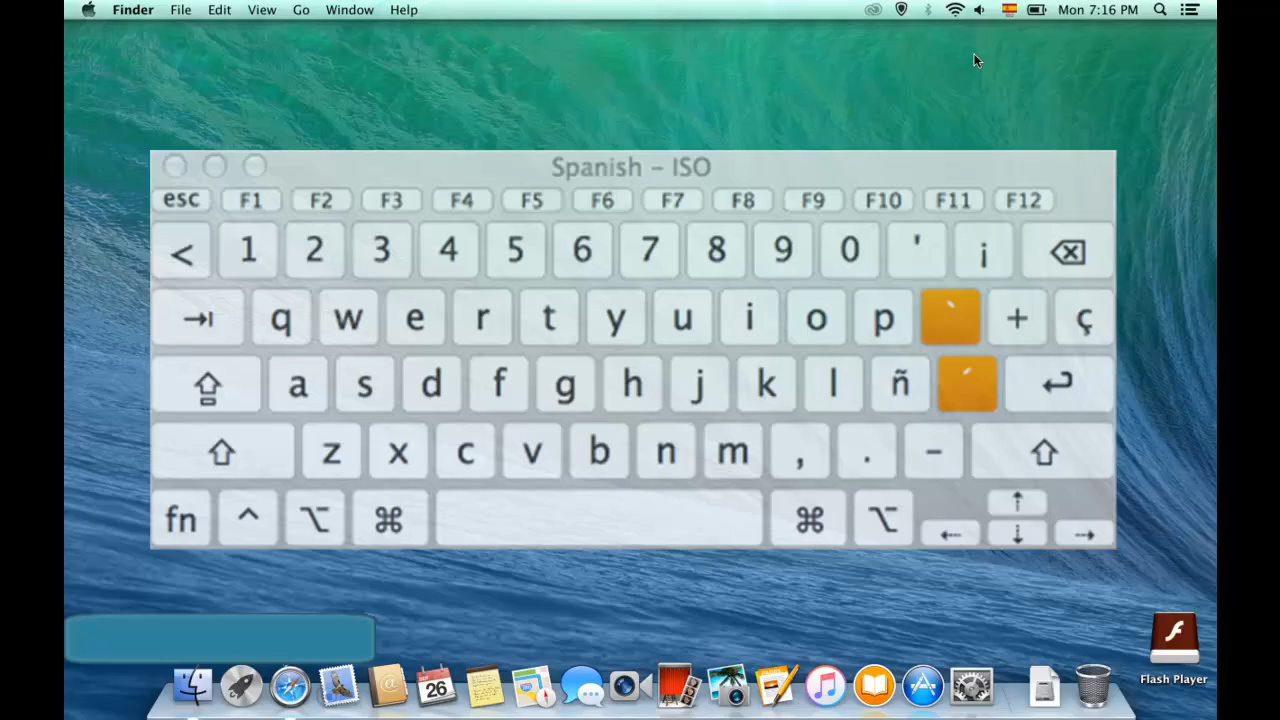 Finder File Edit View Go Window Help Mon 7:16 PM
Spanish – ISO
esc F1 F2 F3 F4 F5 F6 F7 F8 F9 F10 F11 F12
< 1 2 3 4 5 6 7 8 9 0 ' ¡
q w e r t y u i o p ` + ç
a s d f g h j k l ñ ´
z x c v b n m , . -
fn ^ ⌥ ⌘ ⌘ ⌥
26
Flash Player